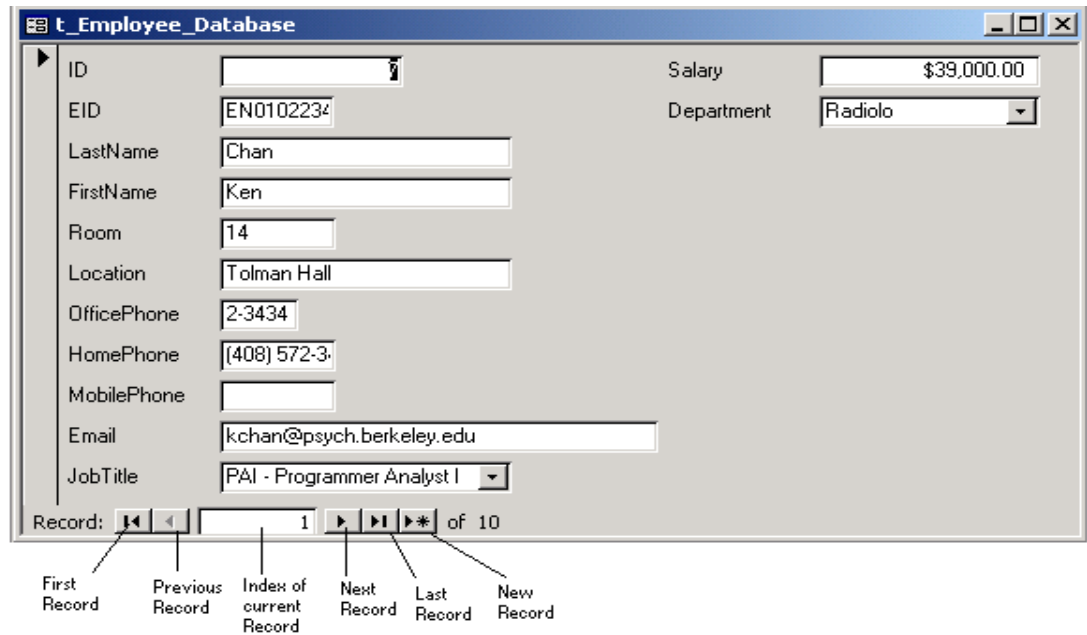 t_Employee_Database
ID
Salary $39,000.00
EID EN0102234
Department Radiolo
LastName Chan
FirstName Ken
Room 14
Location Tolman Hall
OfficePhone 2-3434
HomePhone (408) 572-3
MobilePhone
Email kchan@psych.berkeley.edu
JobTitle PAI - Programmer Analyst I
Record: 1 of 10
First Record
Previous Record
Index of current Record
Next Record
Last Record
New Record